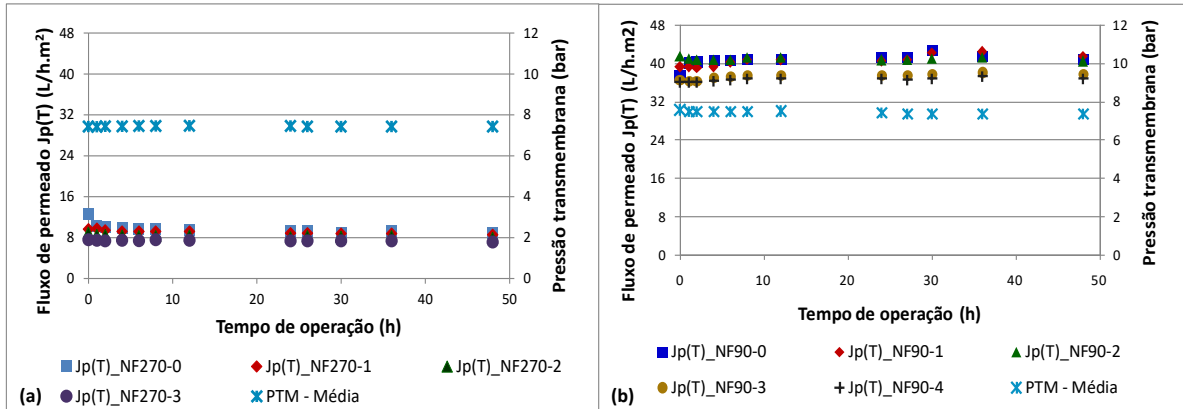 Fluxo de permeado Jp(T) (L/h.m²)
48
40
32
24
16
8
0
12
10
8
6
4
2
0
Pressão transmembrana (bar)
0
10
20
30
40
50
Tempo de operação (h)
Jp(T)_NF270-0
Jp(T)_NF270-1
Jp(T)_NF270-2
(a)
Jp(T)_NF270-3
PTM - Média
Fluxo de permeado Jp(T) (L/h.m2)
48
40
32
24
16
8
0
12
10
8
6
4
2
0
Pressão transmembrana (bar)
0
10
20
30
40
50
Tempo de operação (h)
Jp(T)_NF90-0
Jp(T)_NF90-1
Jp(T)_NF90-2
(b)
Jp(T)_NF90-3
Jp(T)_NF90-4
PTM - Média